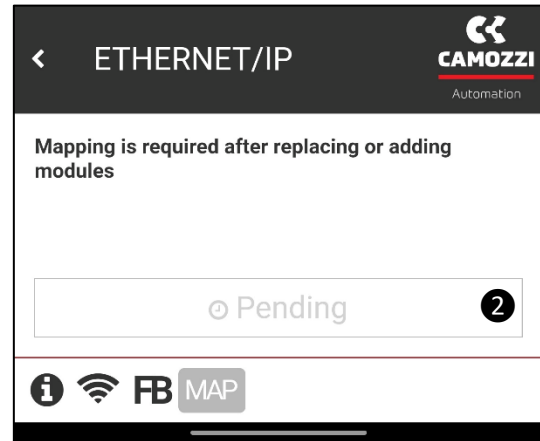 ETHERNET/IP
CAMOZZI
Automation
Mapping is required after replacing or adding
modules
Pending
2
FB MAP